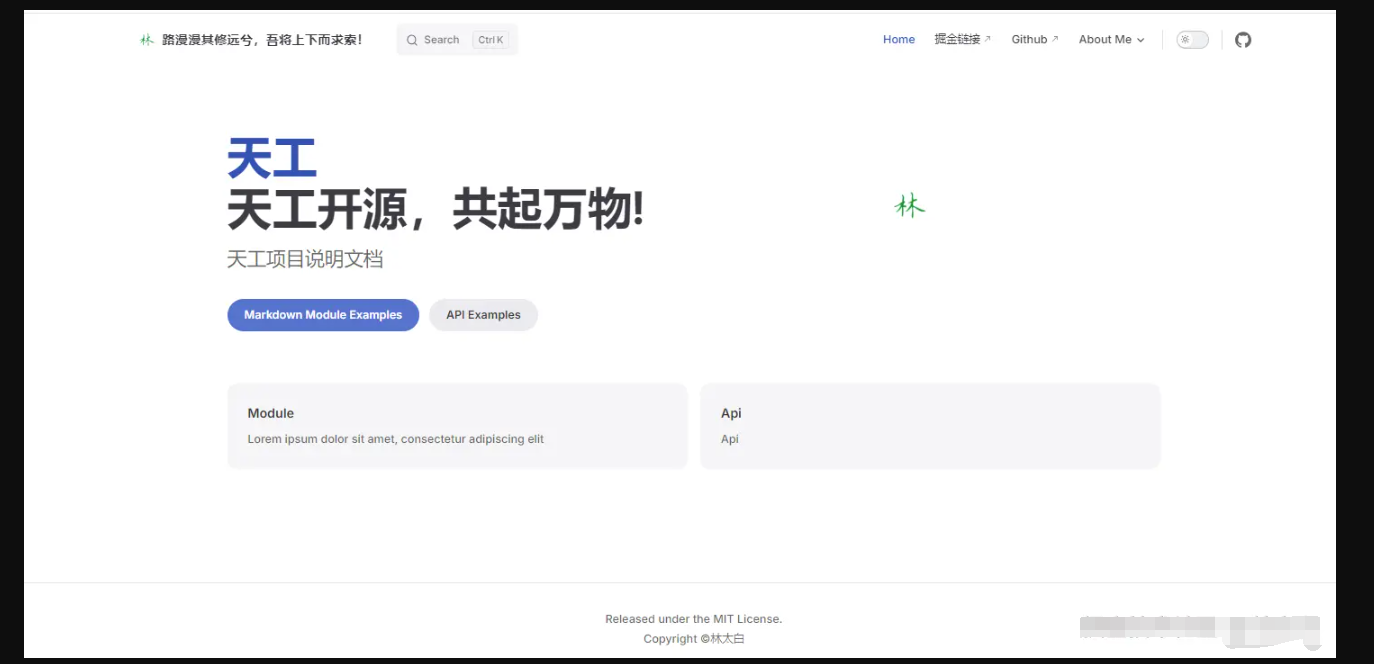 林 路漫漫其修远兮，吾将上下而求索！ Search Ctrl K Home 掘金链接 Github About Me
天工
天工开源，共起万物!
林
天工项目说明文档
Markdown Module Examples API Examples
Module
Lorem ipsum dolor sit amet, consectetur adipiscing elit
Api
Api
Released under the MIT License.
Copyright ©林太白